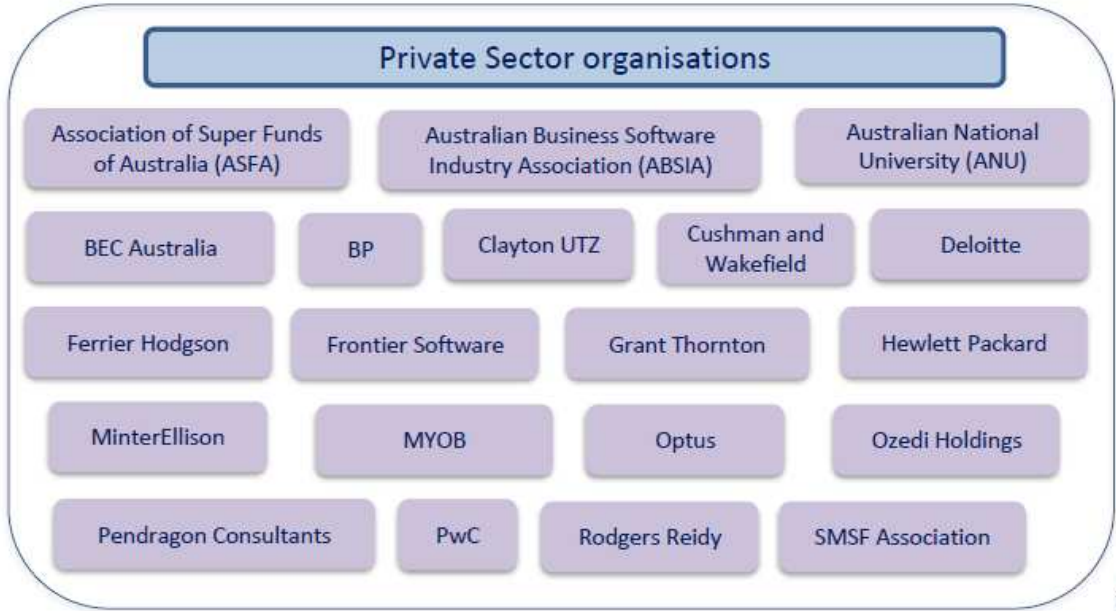 Private Sector organisations
Association of Super Funds
of Australia (ASFA)
Australian Business Software
Industry Association (ABSIA)
Australian National
University (ANU)
BEC Australia
BP
Clayton UTZ
Cushman and
Wakefield
Deloitte
Ferrier Hodgson
Frontier Software
Grant Thornton
Hewlett Packard
MinterEllison
MYOB
Optus
Ozedi Holdings
Pendragon Consultants
PwC
Rodgers Reidy
SMSF Association